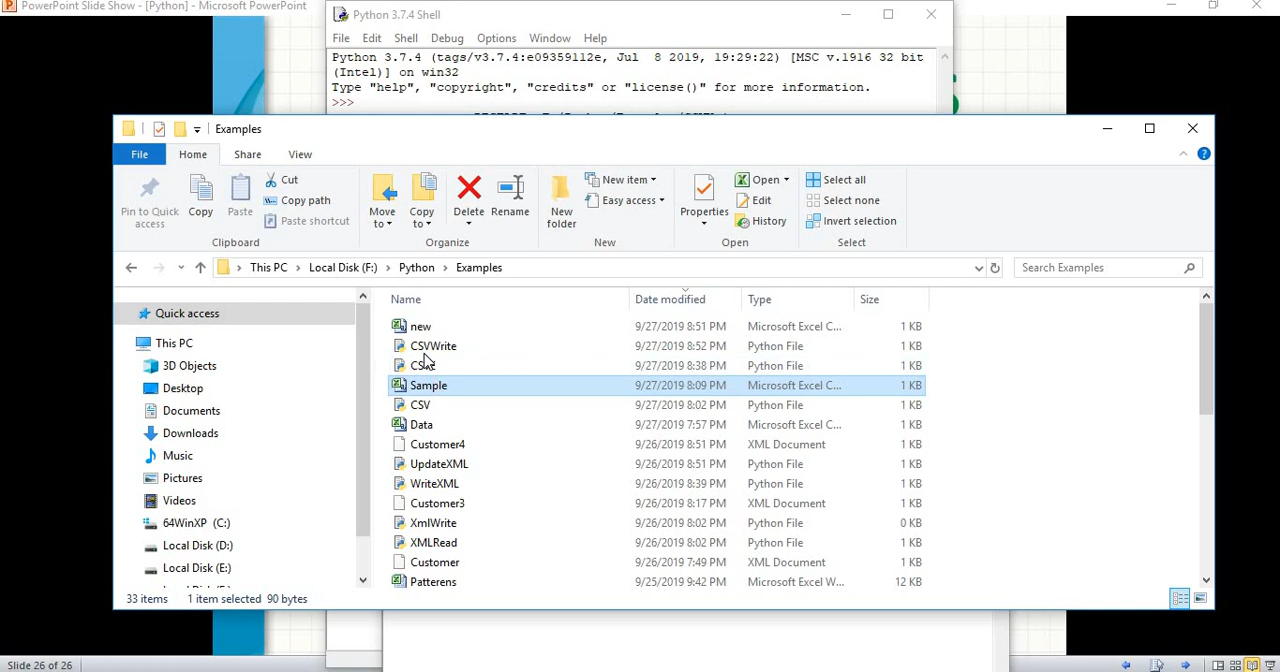 PowerPoint Slide Show - [Python] - Microsoft PowerPoint
Python 3.7.4 Shell
File Edit Shell Debug Options Window Help
Python 3.7.4 (tags/v3.7.4:e09359112e, Jul  8 2019, 19:29:22) [MSC v.1916 32 bit
(Intel)] on win32
Type "help", "copyright", "credits" or "license()" for more information.
>>>
Examples
File Home Share View
Pin to Quick access
Copy
Paste
Cut
Copy path
Paste shortcut
Clipboard
Move to
Copy to
Delete
Rename
Organize
New folder
New item
Easy access
New
Properties
Open
Edit
History
Open
Select all
Select none
Invert selection
Select
This PC > Local Disk (F:) > Python > Examples
Search Examples
Quick access
This PC
3D Objects
Desktop
Documents
Downloads
Music
Pictures
Videos
64WinXP (C:)
Local Disk (D:)
Local Disk (E:)
Name Date modified Type Size
new 9/27/2019 8:51 PM Microsoft Excel C... 1 KB
CSVWrite 9/27/2019 8:52 PM Python File 1 KB
9/27/2019 8:38 PM Python File 1 KB
Sample 9/27/2019 8:09 PM Microsoft Excel C... 1 KB
CSV 9/27/2019 8:02 PM Python File 1 KB
Data 9/27/2019 7:57 PM Microsoft Excel C... 1 KB
Customer4 9/26/2019 8:51 PM XML Document 1 KB
UpdateXML 9/26/2019 8:51 PM Python File 1 KB
WriteXML 9/26/2019 8:39 PM Python File 1 KB
Customer3 9/26/2019 8:17 PM XML Document 1 KB
XmlWrite 9/26/2019 8:02 PM Python File 0 KB
XMLRead 9/26/2019 8:02 PM Python File 1 KB
Customer 9/26/2019 7:49 PM XML Document 1 KB
Patterens 9/25/2019 9:42 PM Microsoft Excel W... 12 KB
33 items 1 item selected 90 bytes
Slide 26 of 26